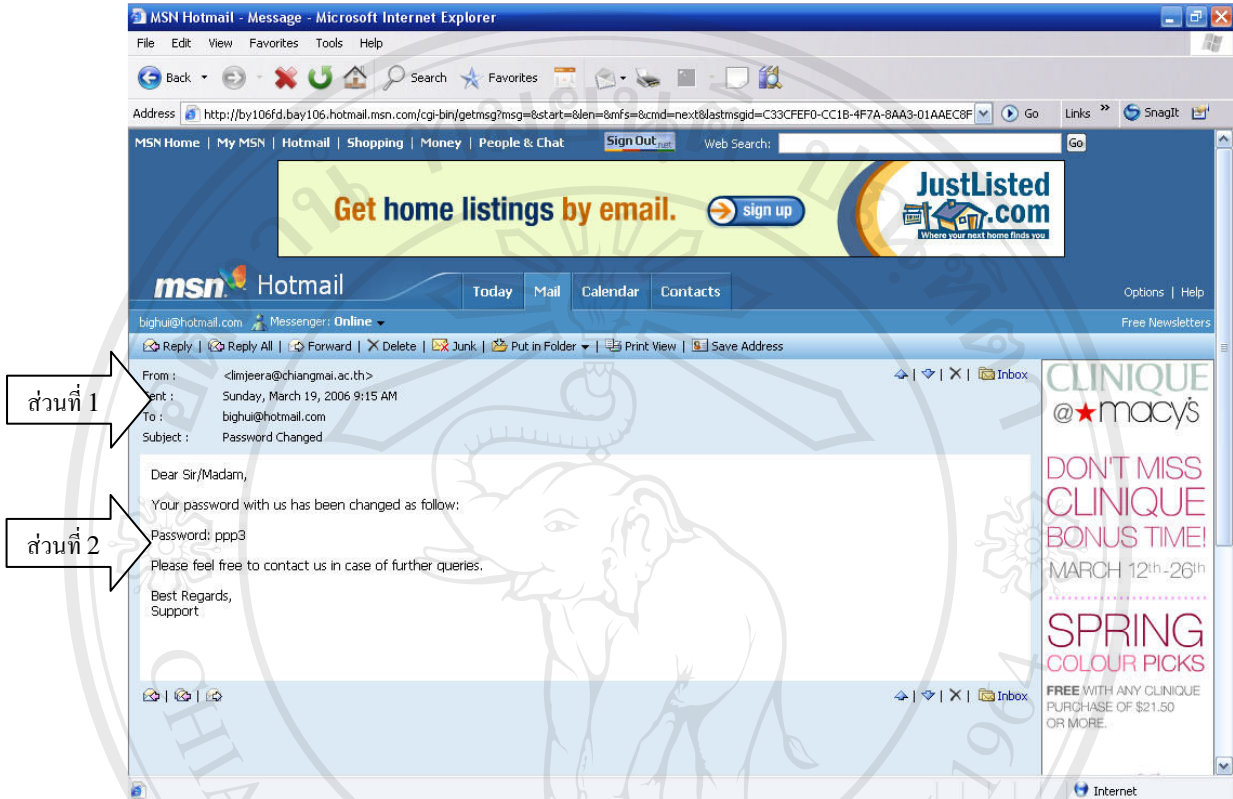 MSN Hotmail - Message - Microsoft Internet Explorer
File Edit View Favorites Tools Help
Back Search Favorites
Address http://by106fd.bay106.hotmail.msn.com/cgi-bin/getmsg?msg=&start=&len=&mfs=&cmd=next&lastmsgid=C33CFEF0-CC1B-4F7A-8AA3-01AAEC8F Go Links » SnagIt
MSN Home | My MSN | Hotmail | Shopping | Money | People & Chat Sign Out.net Web Search: Go
Get home listings by email. sign up JustListed.com
Where your next home finds you
msn Hotmail Today Mail Calendar Contacts Options | Help
bighui@hotmail.com Messenger: Online Free Newsletters
Reply | Reply All | Forward | Delete | Junk | Put in Folder | Print View | Save Address
ส่วนที่ 1
From : <limjeera@chiangmai.ac.th> Inbox
Sent : Sunday, March 19, 2006 9:15 AM
To : bighui@hotmail.com
Subject : Password Changed
ส่วนที่ 2
Dear Sir/Madam,
Your password with us has been changed as follow:
Password: ppp3
Please feel free to contact us in case of further queries.
Best Regards,
Support
Inbox
CLINIQUE
@★macy's
DON'T MISS
CLINIQUE
BONUS TIME!
MARCH 12th-26th
SPRING
COLOUR PICKS
FREE WITH ANY CLINIQUE
PURCHASE OF $21.50
OR MORE.
Internet